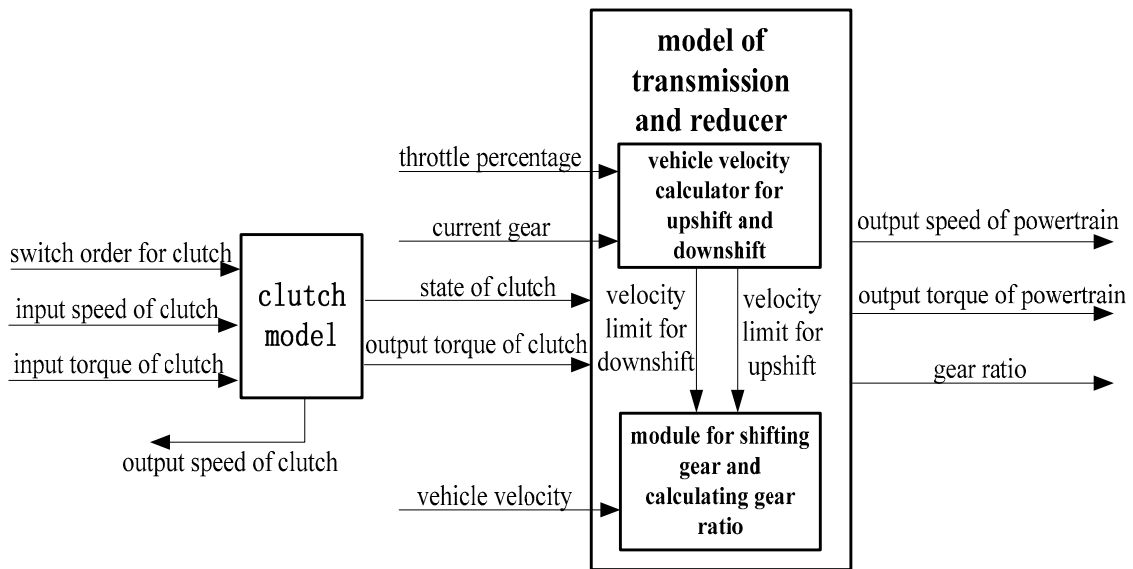 model of
transmission
and reducer
throttle percentage
vehicle velocity
calculator for
upshift and
downshift
current gear
output speed of powertrain
switch order for clutch
clutch
model
state of clutch
velocity
limit for
downshift
velocity
limit for
upshift
output torque of powertrain
input speed of clutch
output torque of clutch
input torque of clutch
gear ratio
output speed of clutch
module for shifting
gear and
calculating gear
ratio
vehicle velocity